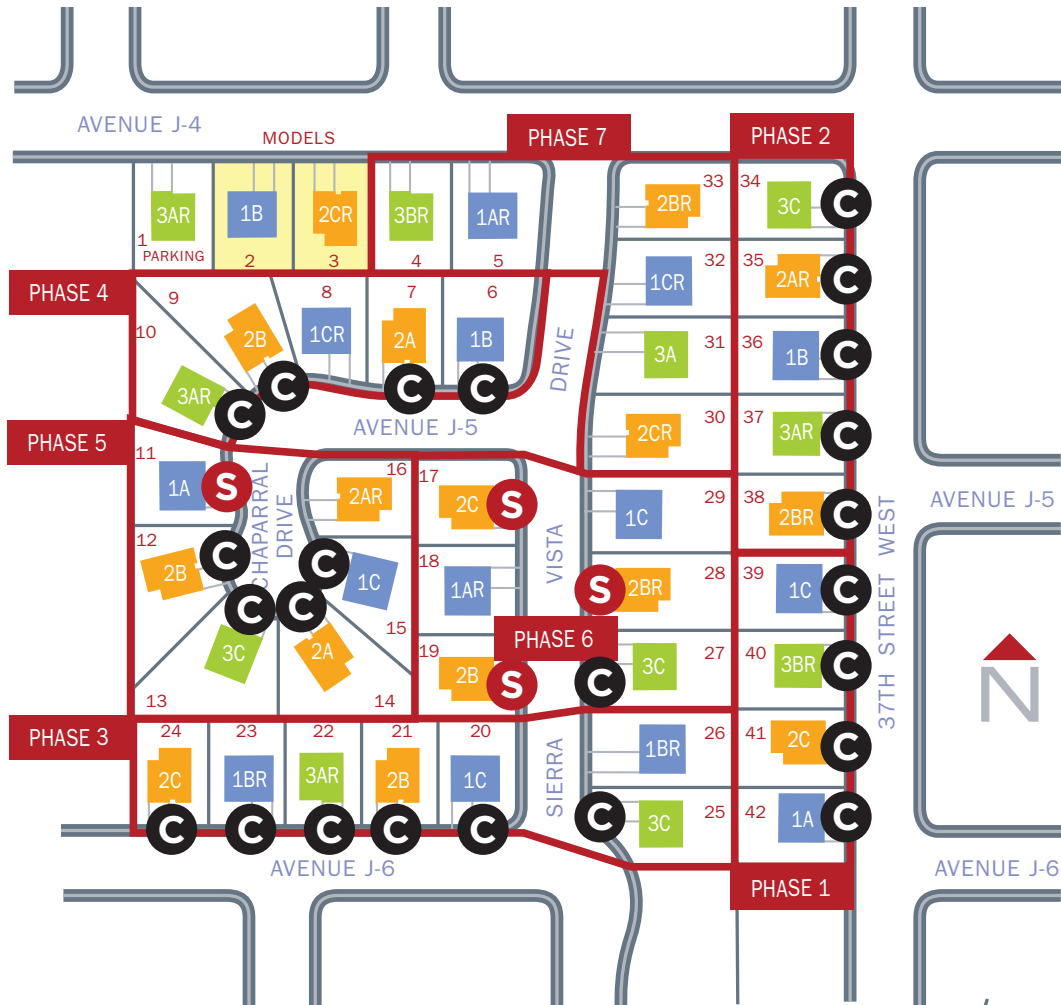 AVENUE J-4
MODELS
PHASE 7
PHASE 2
3AR
1B
2CR
3BR
1AR
2BR
33
34
3C
C
1
PARKING
2
3
4
5
32
35
1CR
2AR
C
PHASE 4
9
8
7
6
10
2B
1CR
2A
1B
DRIVE
31
36
3A
1B
C
3AR
C
C
C
C
AVENUE J-5
30
37
2CR
3AR
C
PHASE 5
11
1A
S
CHAPARRAL
DRIVE
16
2AR
17
2C
S
29
38
1C
2BR
C
37TH STREET WEST
AVENUE J-5
12
2B
C
C
1C
18
1AR
VISTA
S
2BR
28
39
1C
C
C
C
3C
2A
15
PHASE 6
19
2B
S
C
3C
27
40
3BR
C
N
13
14
PHASE 3
24
23
22
21
20
2C
1BR
3AR
2B
1C
SIERRA
26
41
1BR
2C
C
C
C
C
C
C
C
3C
25
42
1A
C
AVENUE J-6
AVENUE J-6
PHASE 1